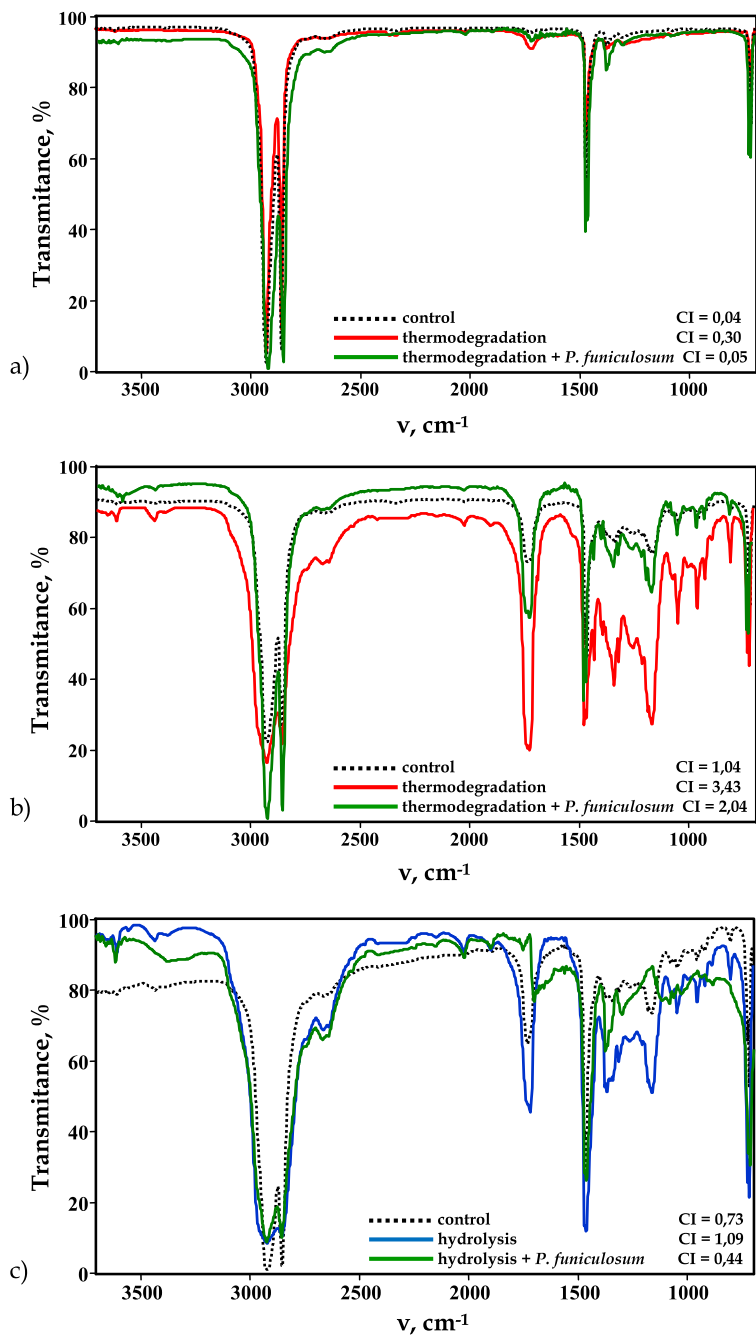 100
80
60
40
20
0
Transmitance, %
control CI = 0,04
thermodegradation CI = 0,30
thermodegradation + P. funiculosum CI = 0,05
a)
3500 3000 2500 2000 1500 1000
ν, cm-1
100
80
60
40
20
0
Transmitance, %
control CI = 1,04
thermodegradation CI = 3,43
thermodegradation + P. funiculosum CI = 2,04
b)
3500 3000 2500 2000 1500 1000
ν, cm-1
100
80
60
40
20
0
Transmitance, %
control CI = 0,73
hydrolysis CI = 1,09
hydrolysis + P. funiculosum CI = 0,44
c)
3500 3000 2500 2000 1500 1000
ν, cm-1